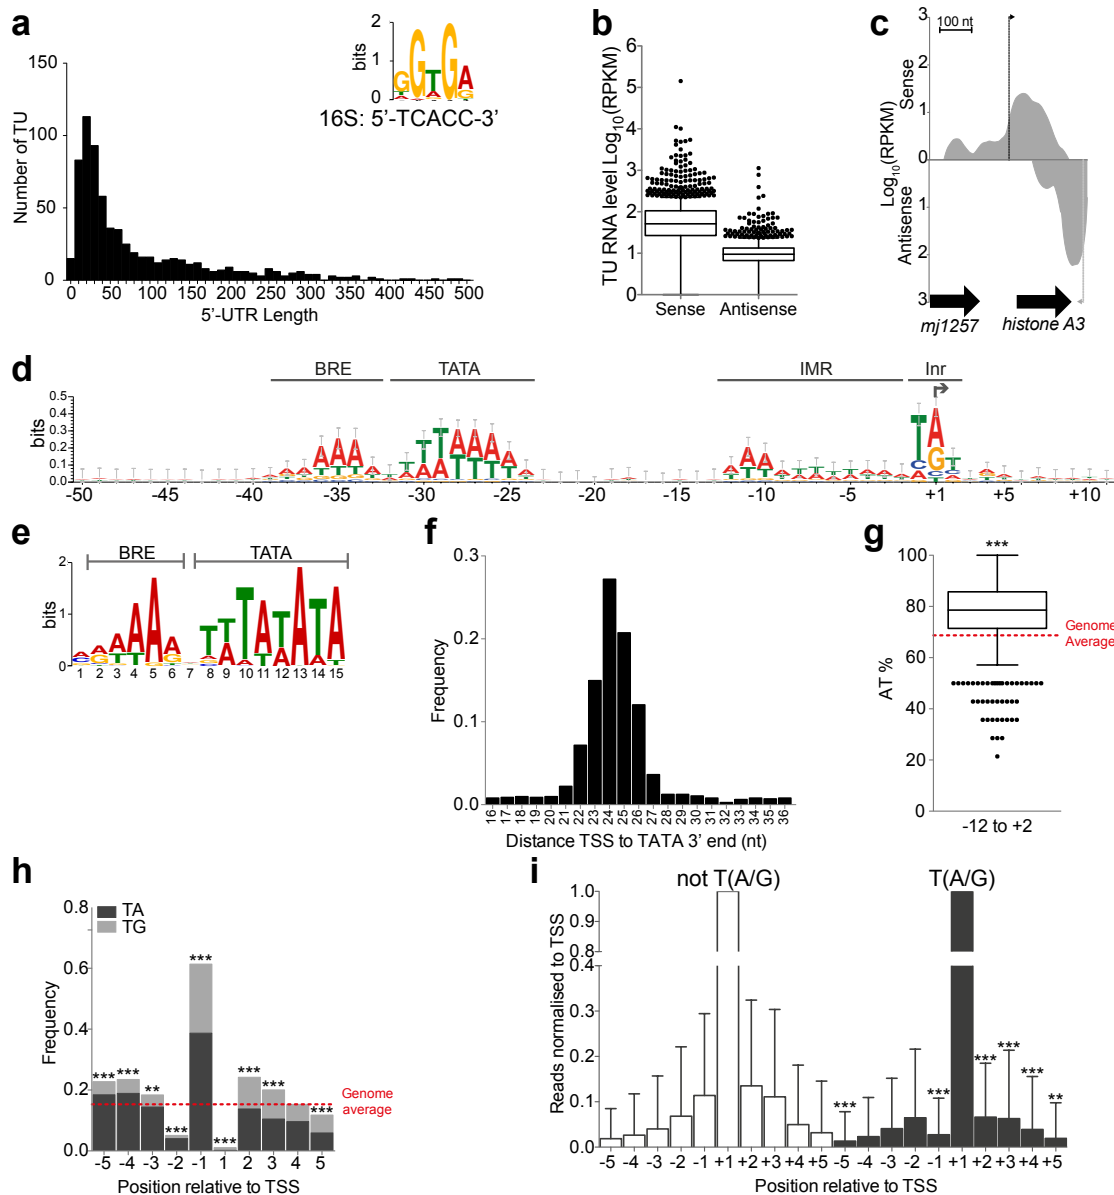 a
150
100
50
0
Number of TU
0 50 100 150 200 250 300 350 400 450 500
5'-UTR Length
2
1
0
bits
GGTGA
16S: 5'-TCACC-3'
b
6
5
4
3
2
1
0
TU RNA level Log10(RPKM)
Sense Antisense
c
3
2
1
0
1
2
3
100 nt
Log10(RPKM)
Sense
Antisense
mj1257 histone A3
d
BRE TATA IMR Inr
0.5
0.4
0.3
0.2
0.1
0.0
bits
-50 -45 -40 -35 -30 -25 -20 -15 -10 -5 +1 +5 +10
e
BRE TATA
2
1
0
bits
1 2 3 4 5 6 7 8 9 10 11 12 13 14 15
f
0.3
0.2
0.1
0.0
Frequency
16 17 18 19 20 21 22 23 24 25 26 27 28 29 30 31 32 33 34 35 36
Distance TSS to TATA 3' end (nt)
g
***
100
80
60
40
20
0
AT %
Genome
Average
-12 to +2
h
TA
TG
0.8
0.6
0.4
0.2
0.0
Frequency
*** *** ** *** *** *** *** *** ***
Genome
average
-5 -4 -3 -2 -1 1 2 3 4 5
Position relative to TSS
i
not T(A/G) T(A/G)
1.0
0.9
0.8
0.4
0.3
0.2
0.1
0.0
Reads normalised to TSS
*** *** *** *** *** **
-5 -4 -3 -2 -1 +1 +2 +3 +4 +5 -5 -4 -3 -2 -1 +1 +2 +3 +4 +5
Position relative to TSS